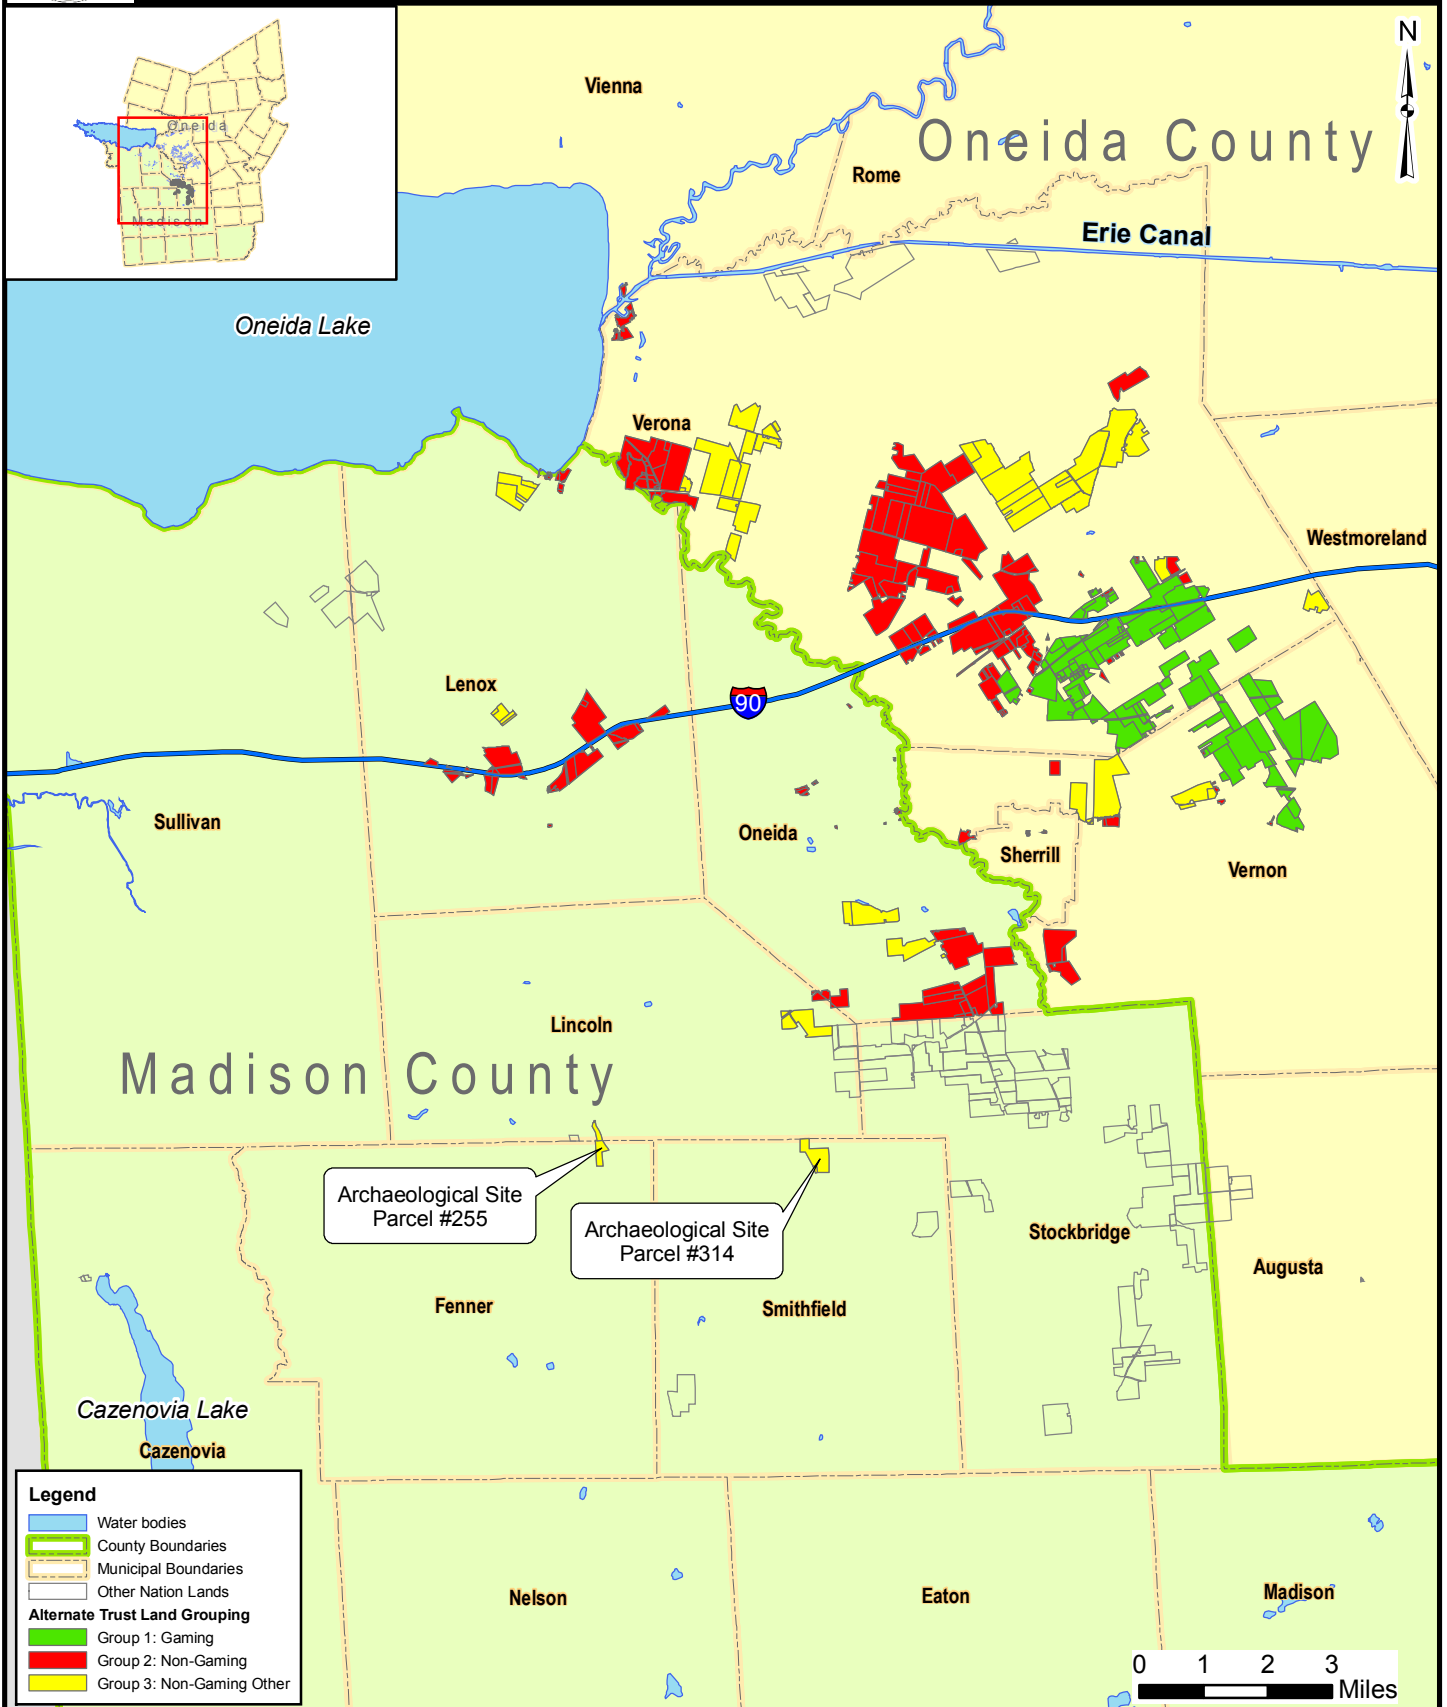 Oneida
Madison
N
Vienna
Oneida County
Rome
Erie Canal
Oneida Lake
Verona
Westmoreland
Lenox
90
Sullivan
Oneida
Sherrill
Vernon
Lincoln
Madison County
Archaeological Site
Parcel #255
Archaeological Site
Parcel #314
Stockbridge
Augusta
Fenner
Smithfield
Cazenovia Lake
Cazenovia
Legend
Water bodies
County Boundaries
Municipal Boundaries
Other Nation Lands
Alternate Trust Land Grouping
Group 1: Gaming
Group 2: Non-Gaming
Group 3: Non-Gaming Other
Nelson
Eaton
Madison
0 1 2 3
Miles